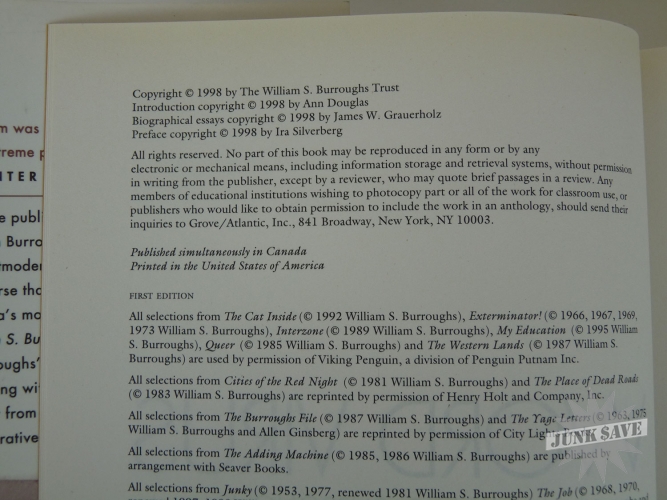 m was
reme p
ITER
e publ
Burro
tmoder
rse tha
a's mo
S. Bu
oughs'
ng wi
from
rative
Copyright © 1998 by The William S. Burroughs Trust
Introduction copyright © 1998 by Ann Douglas
Biographical essays copyright © 1998 by James W. Grauerholz
Preface copyright © 1998 by Ira Silverberg
All rights reserved. No part of this book may be reproduced in any form or by any
electronic or mechanical means, including information storage and retrieval systems, without permission
in writing from the publisher, except by a reviewer, who may quote brief passages in a review. Any
members of educational institutions wishing to photocopy part or all of the work for classroom use, or
publishers who would like to obtain permission to include the work in an anthology, should send their
inquiries to Grove/Atlantic, Inc., 841 Broadway, New York, NY 10003.
Published simultaneously in Canada
Printed in the United States of America
FIRST EDITION
All selections from The Cat Inside (© 1992 William S. Burroughs), Exterminator! (© 1966, 1967, 1969,
1973 William S. Burroughs), Interzone (© 1989 William S. Burroughs), My Education (© 1995 William
S. Burroughs), Queer (© 1985 William S. Burroughs) and The Western Lands (© 1987 William S.
Burroughs) are used by permission of Viking Penguin, a division of Penguin Putnam Inc.
All selections from Cities of the Red Night (© 1981 William S. Burroughs) and The Place of Dead Roads
(© 1983 William S. Burroughs) are reprinted by permission of Henry Holt and Company, Inc.
All selections from The Burroughs File (© 1987 William S. Burroughs) and The Yage Letters (© 1963, 1975
William S. Burroughs and Allen Ginsberg) are reprinted by permission of City
JUNK SAVE
All selections from The Adding Machine (© 1985, 1986 William S. Burroughs) are published by
arrangement with Seaver Books.
All selections from Junky (© 1953, 1977, renewed 1981 William S. Burroughs) The Job (© 1968, 1970,